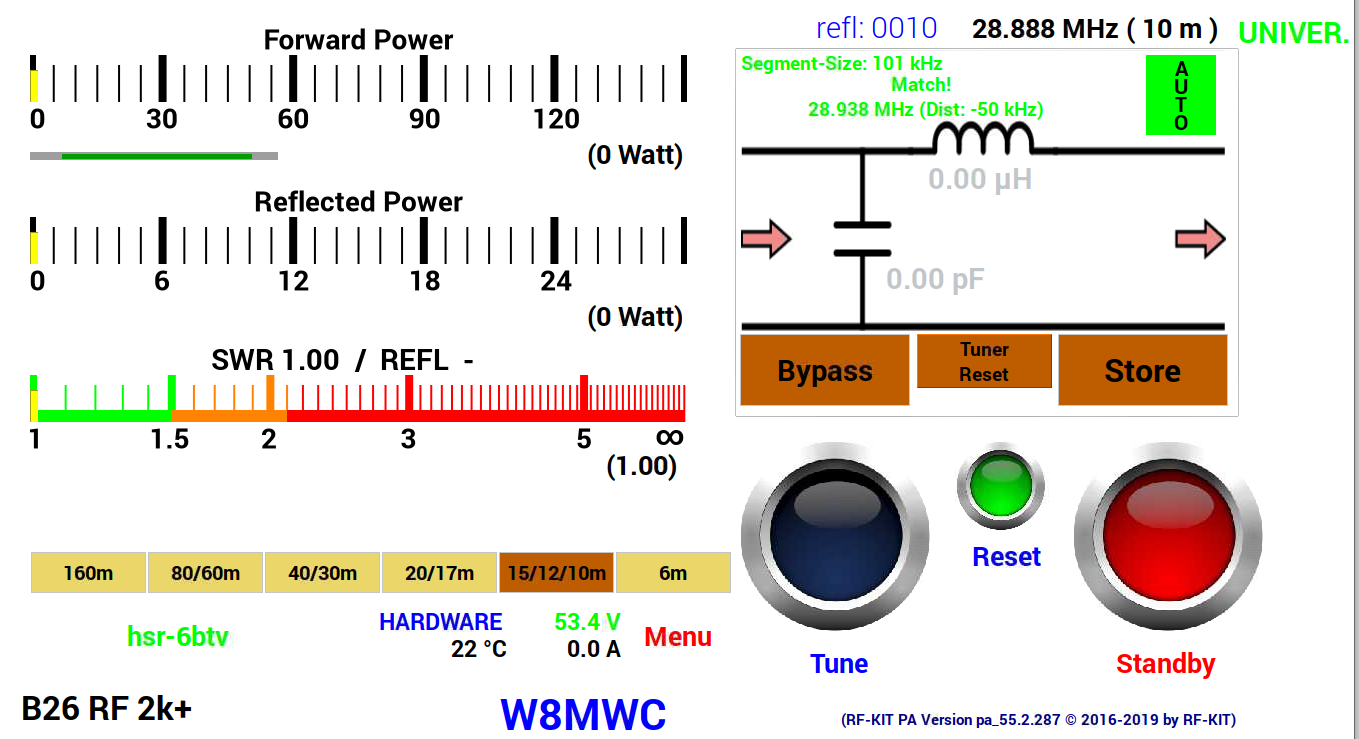 Forward Power
0 30 60 90 120
(0 Watt)
Reflected Power
0 6 12 18 24
(0 Watt)
SWR 1.00 / REFL -
1 1.5 2 3 5 ∞
(1.00)
160m 80/60m 40/30m 20/17m 15/12/10m 6m
hsr-6btv
HARDWARE 53.4 V
22 °C 0.0 A
Menu
B26 RF 2k+
W8MWC
refl: 0010 28.888 MHz ( 10 m ) UNIVER.
Segment-Size: 101 kHz
Match!
28.938 MHz (Dist: -50 kHz)
A
U
T
O
0.00 µH
0.00 pF
Bypass
Tuner
Reset
Store
Tune
Reset
Standby
(RF-KIT PA Version pa_55.2.287 © 2016-2019 by RF-KIT)